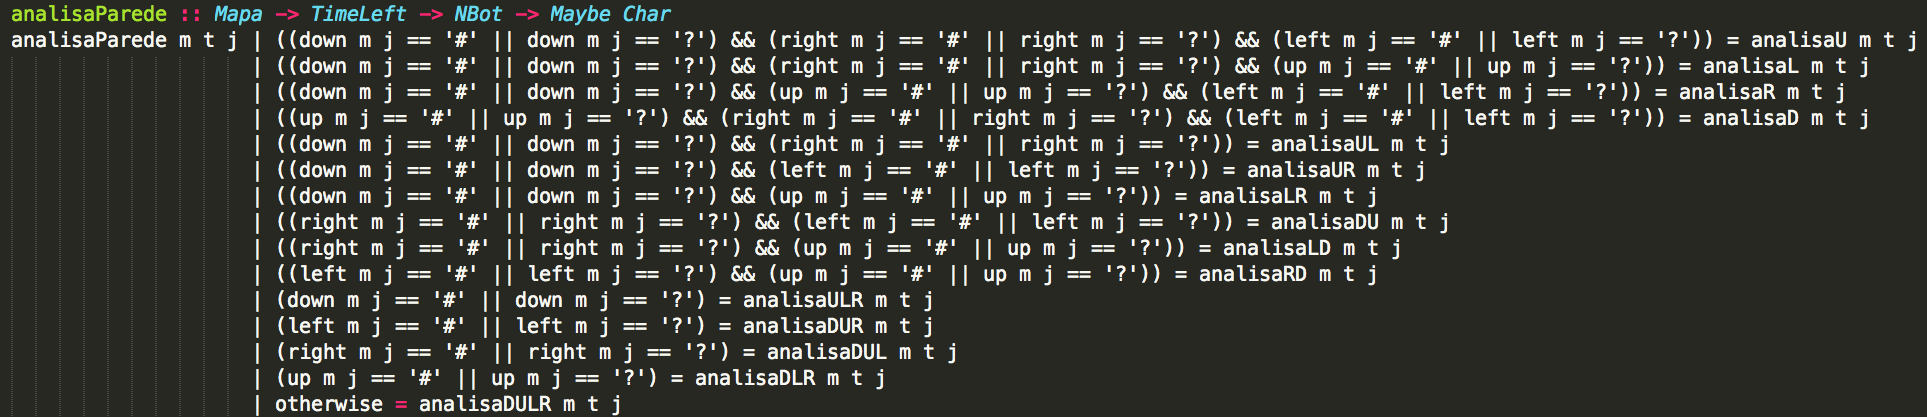 analisaParede :: Mapa -> TimeLeft -> NBot -> Maybe Char
analisaParede m t j | ((down m j == '#' || down m j == '?') && (right m j == '#' || right m j == '?') && (left m j == '#' || left m j == '?')) = analisaU m t j
| ((down m j == '#' || down m j == '?') && (right m j == '#' || right m j == '?') && (up m j == '#' || up m j == '?')) = analisaL m t j
| ((down m j == '#' || down m j == '?') && (up m j == '#' || up m j == '?') && (left m j == '#' || left m j == '?')) = analisaR m t j
| ((up m j == '#' || up m j == '?') && (right m j == '#' || right m j == '?') && (left m j == '#' || left m j == '?')) = analisaD m t j
| ((down m j == '#' || down m j == '?') && (right m j == '#' || right m j == '?')) = analisaUL m t j
| ((down m j == '#' || down m j == '?') && (left m j == '#' || left m j == '?')) = analisaUR m t j
| ((down m j == '#' || down m j == '?') && (up m j == '#' || up m j == '?')) = analisaLR m t j
| ((right m j == '#' || right m j == '?') && (left m j == '#' || left m j == '?')) = analisaDU m t j
| ((right m j == '#' || right m j == '?') && (up m j == '#' || up m j == '?')) = analisaLD m t j
| ((left m j == '#' || left m j == '?') && (up m j == '#' || up m j == '?')) = analisaRD m t j
| (down m j == '#' || down m j == '?') = analisaULR m t j
| (left m j == '#' || left m j == '?') = analisaDUR m t j
| (right m j == '#' || right m j == '?') = analisaDUL m t j
| (up m j == '#' || up m j == '?') = analisaDLR m t j
| otherwise = analisaDULR m t j